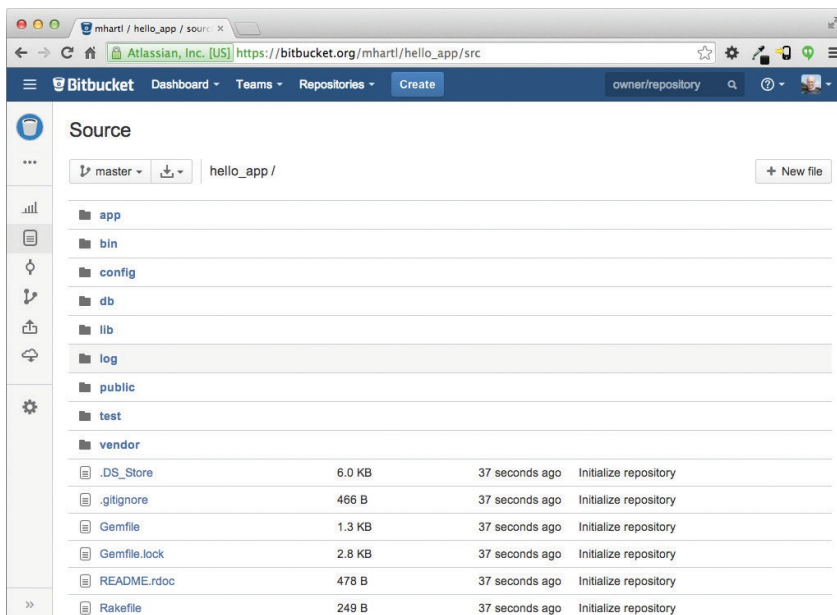 mhartl / hello_app / sourc
Atlassian, Inc. [US] https://bitbucket.org/mhartl/hello_app/src
Bitbucket Dashboard Teams Repositories Create owner/repository
Source
master hello_app / + New file
app
bin
config
db
lib
log
public
test
vendor
.DS_Store 6.0 KB 37 seconds ago Initialize repository
.gitignore 466 B 37 seconds ago Initialize repository
Gemfile 1.3 KB 37 seconds ago Initialize repository
Gemfile.lock 2.8 KB 37 seconds ago Initialize repository
README.rdoc 478 B 37 seconds ago Initialize repository
Rakefile 249 B 37 seconds ago Initialize repository